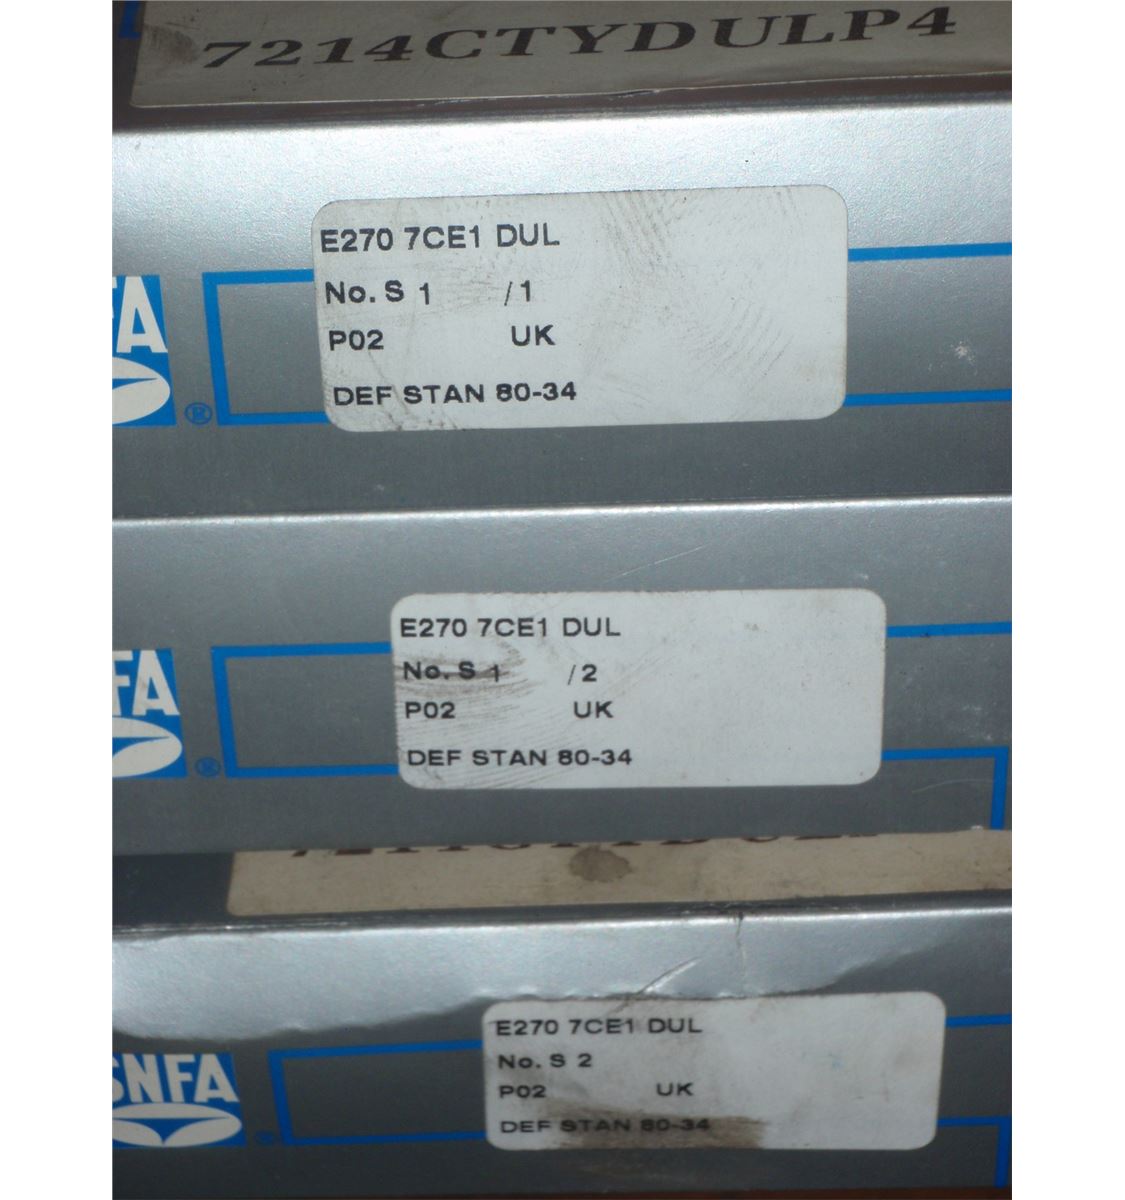 7214CTYDULP4
E270 7CE1 DUL
No. S 1 /1
P02 UK
DEF STAN 80-34
FA
®
E270 7CE1 DUL
No. S 1 /2
P02 UK
DEF STAN 80-34
FA
®
E270 7CE1 DUL
No. S 2
P02 UK
DEF STAN 80-34
SNFA
®